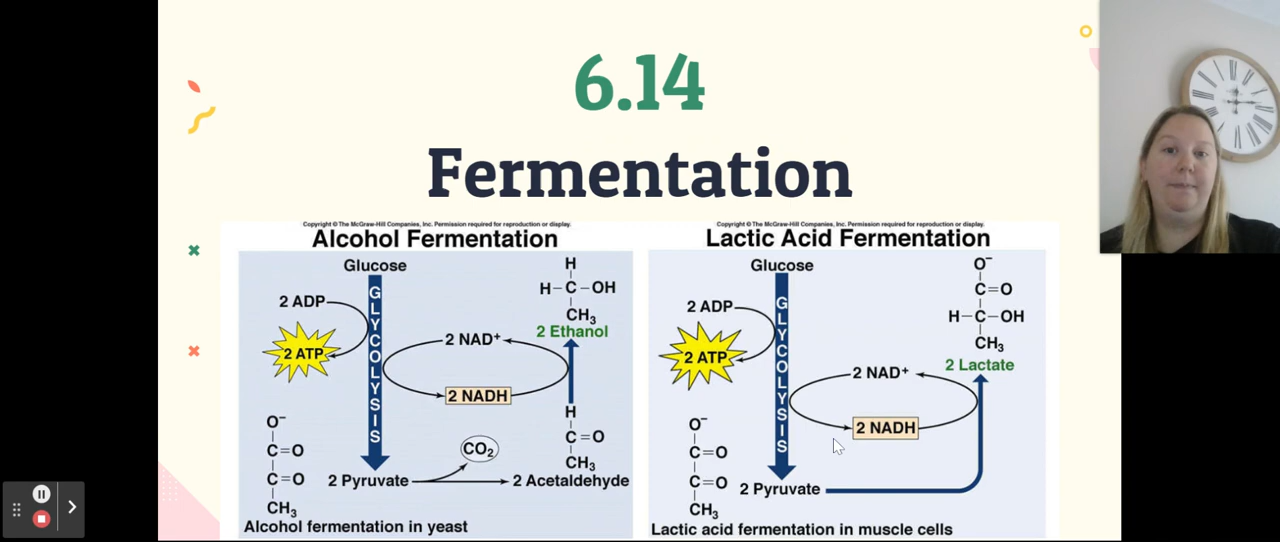 6.14
Fermentation
Copyright © The McGraw-Hill Companies, Inc. Permission required for reproduction or display.
Alcohol Fermentation
Glucose
H
H–C–OH
CH₃
2 Ethanol
2 ADP
2 ATP
GLYCOLYSIS
2 NAD⁺
2 NADH
O⁻
C=O
C=O
CH₃
H
C=O
CH₃
CO₂
2 Pyruvate
2 Acetaldehyde
Alcohol fermentation in yeast
Copyright © The McGraw-Hill Companies, Inc. Permission required for reproduction or display.
Lactic Acid Fermentation
Glucose
O⁻
C=O
H–C–OH
CH₃
2 Lactate
2 ADP
2 ATP
GLYCOLYSIS
2 NAD⁺
2 NADH
O⁻
C=O
C=O
CH₃
2 Pyruvate
Lactic acid fermentation in muscle cells